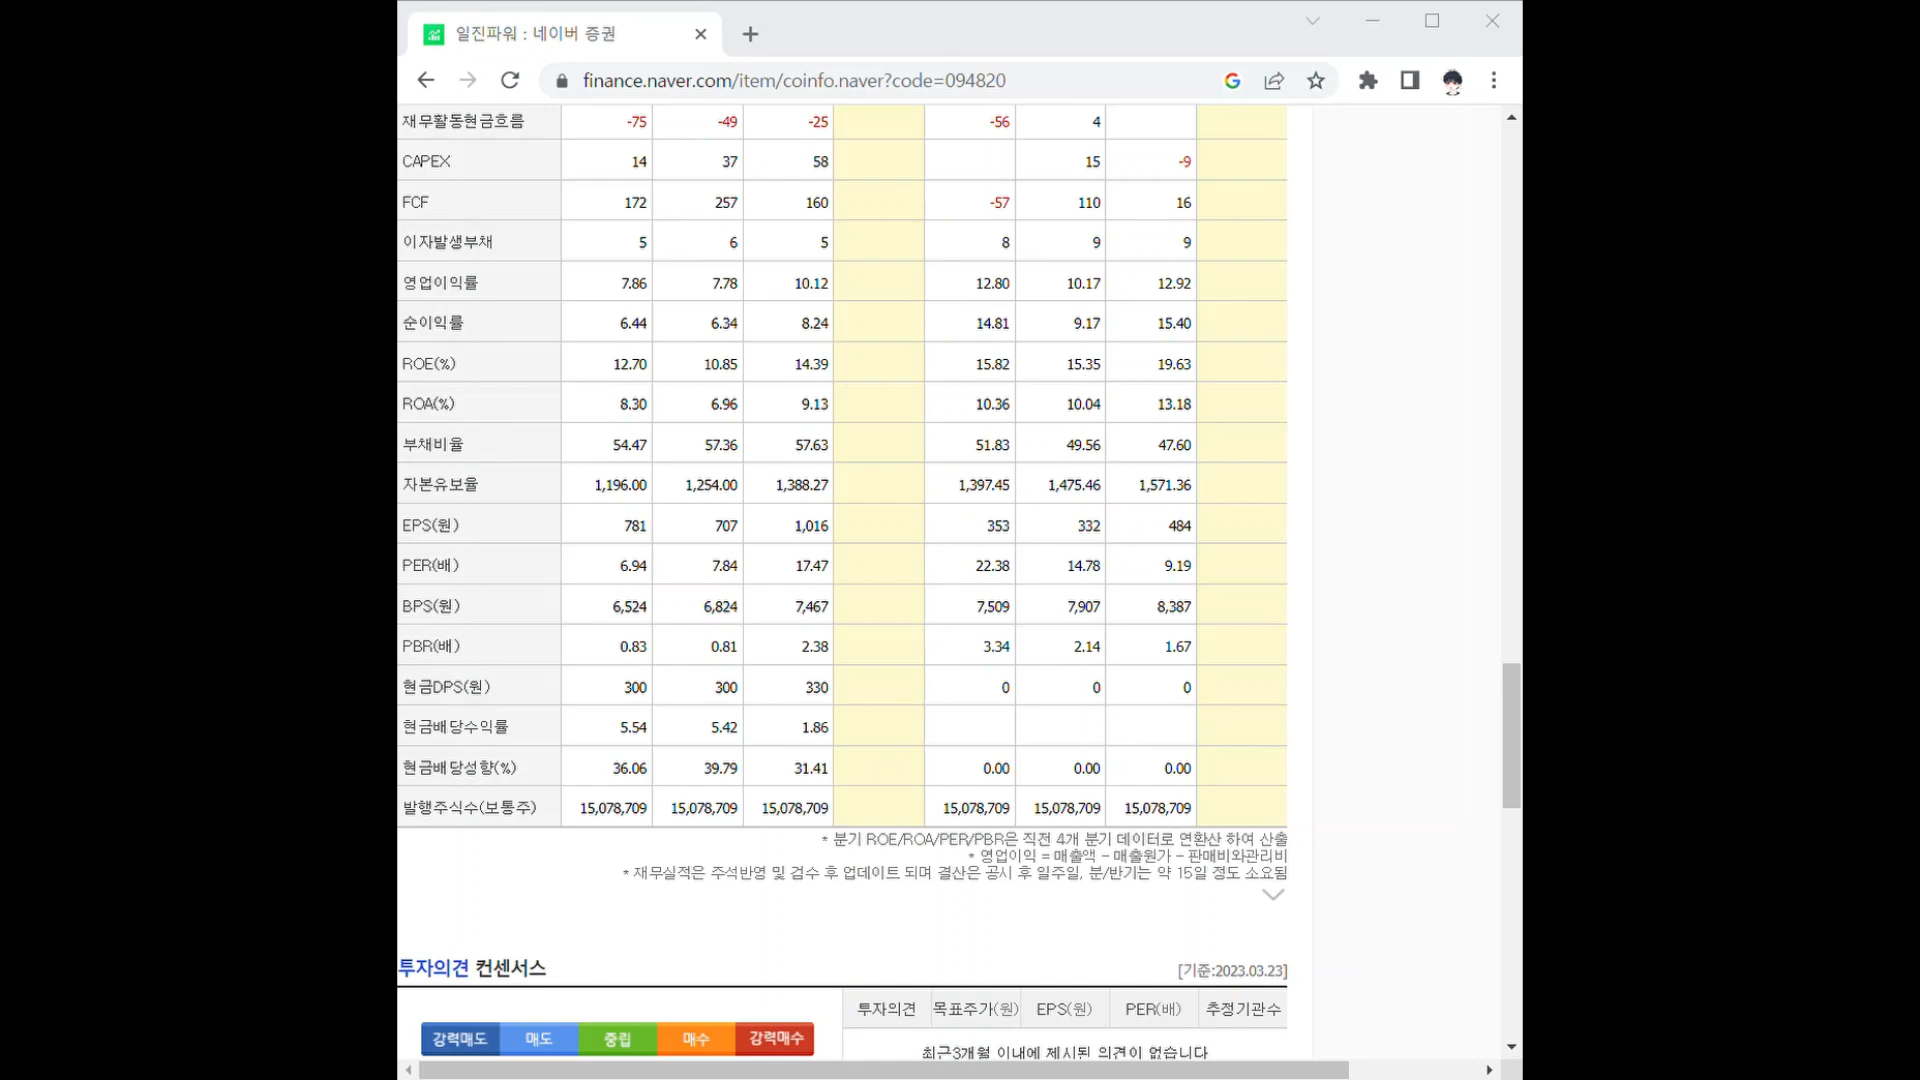 일진파워 : 네이버 증권
finance.naver.com/item/coinfo.naver?code=094820
재무활동현금흐름 -75 -49 -25 -56 4
CAPEX 14 37 58 15 -9
FCF 172 257 160 -57 110 16
이자발생부채 5 6 5 8 9 9
영업이익률 7.86 7.78 10.12 12.80 10.17 12.92
순이익률 6.44 6.34 8.24 14.81 9.17 15.40
ROE(%) 12.70 10.85 14.39 15.82 15.35 19.63
ROA(%) 8.30 6.96 9.13 10.36 10.04 13.18
부채비율 54.47 57.36 57.63 51.83 49.56 47.60
자본유보율 1,196.00 1,254.00 1,388.27 1,397.45 1,475.46 1,571.36
EPS(원) 781 707 1,016 353 332 484
PER(배) 6.94 7.84 17.47 22.38 14.78 9.19
BPS(원) 6,524 6,824 7,467 7,509 7,907 8,387
PBR(배) 0.83 0.81 2.38 3.34 2.14 1.67
현금DPS(원) 300 300 330 0 0 0
현금배당수익률 5.54 5.42 1.86
현금배당성향(%) 36.06 39.79 31.41 0.00 0.00 0.00
발행주식수(보통주) 15,078,709 15,078,709 15,078,709 15,078,709 15,078,709 15,078,709
* 분기 ROE/ROA/PER/PBR은 직전 4개 분기 데이터로 연환산 하여 산출
* 영업이익 = 매출액 - 매출원가 - 판매비와관리비
* 재무실적은 주석반영 및 검수 후 업데이트 되며 결산은 공시 후 일주일, 분/반기는 약 15일 정도 소요됨
투자의견 컨센서스 [기준:2023.03.23]
투자의견 목표주가(원) EPS(원) PER(배) 추정기관수
강력매도 매도 중립 매수 강력매수
최근3개월 이내에 제시된 의견이 없습니다